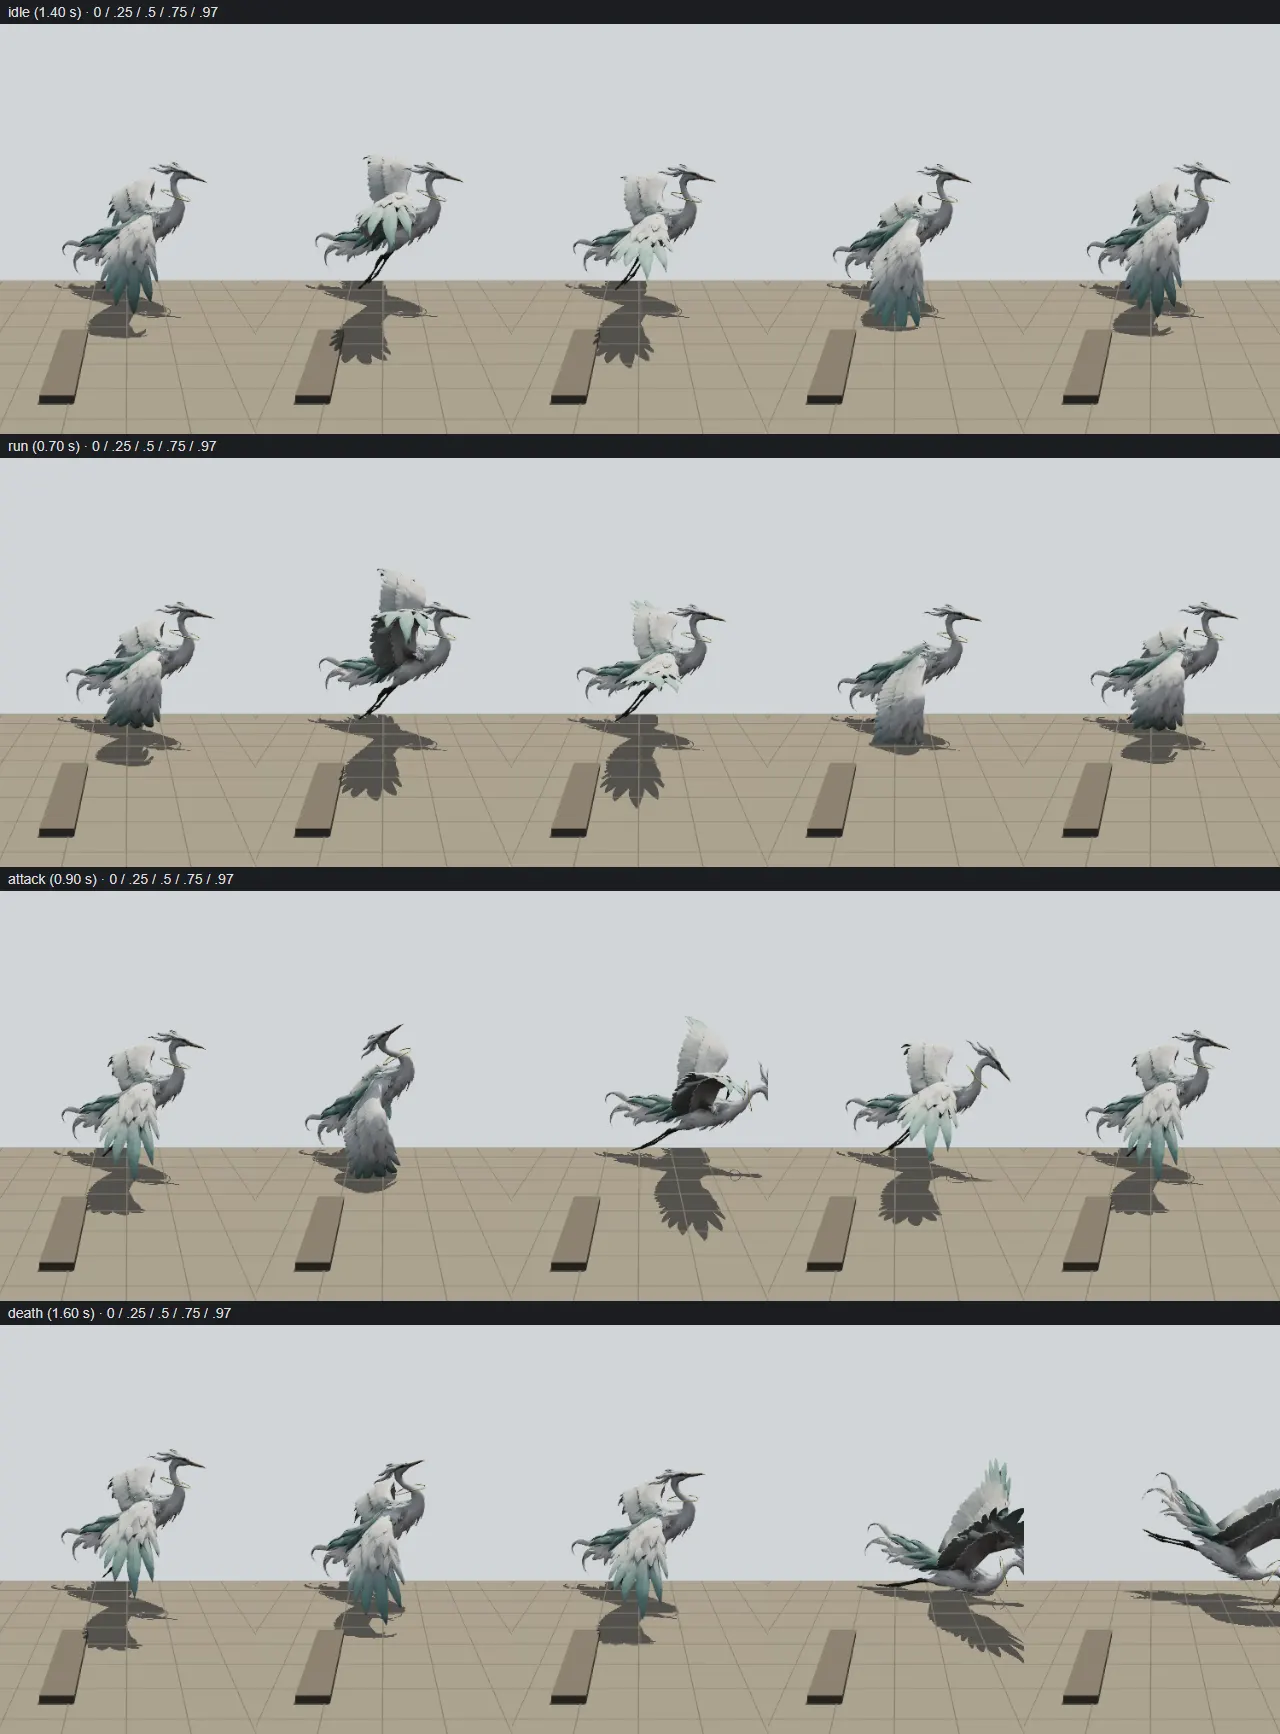 idle (1.40 s) · 0 / .25 / .5 / .75 / .97
run (0.70 s) · 0 / .25 / .5 / .75 / .97
attack (0.90 s) · 0 / .25 / .5 / .75 / .97
death (1.60 s) · 0 / .25 / .5 / .75 / .97